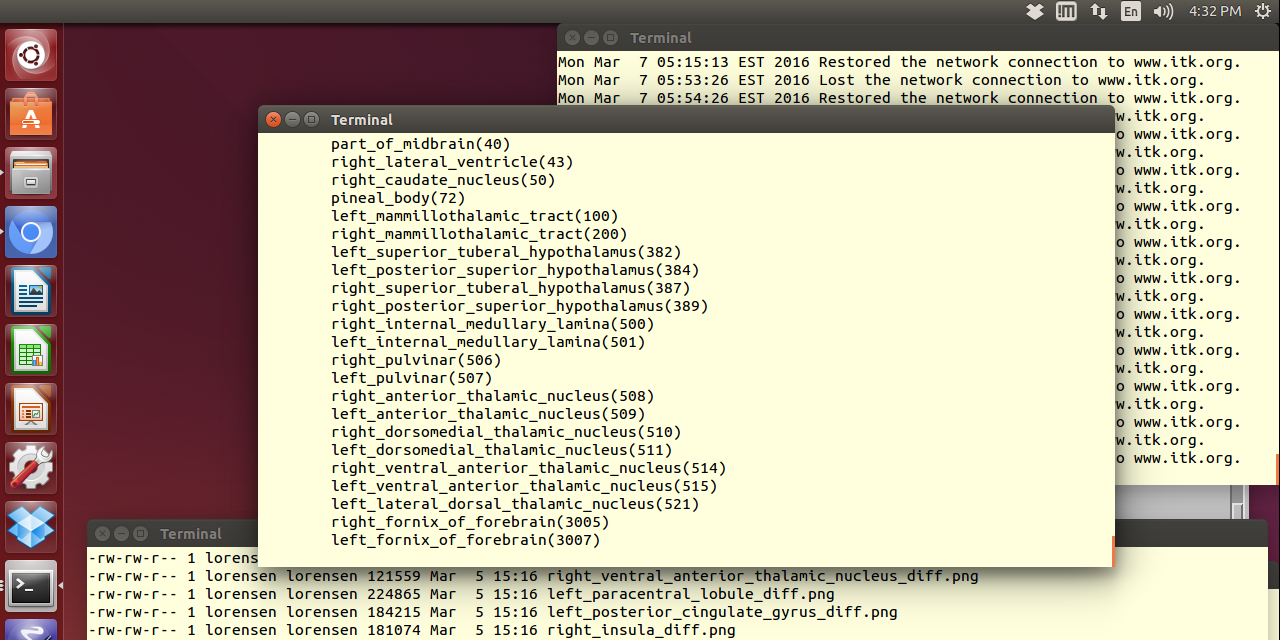 En 4:32 PM
Terminal
Mon Mar  7 05:15:13 EST 2016 Restored the network connection to www.itk.org.
Mon Mar  7 05:53:26 EST 2016 Lost the network connection to www.itk.org.
Mon Mar  7 05:54:26 EST 2016 Restored the network connection to www.itk.org.
w.itk.org.
o www.itk.org.
w.itk.org.
o www.itk.org.
w.itk.org.
o www.itk.org.
w.itk.org.
o www.itk.org.
w.itk.org.
o www.itk.org.
w.itk.org.
o www.itk.org.
w.itk.org.
o www.itk.org.
w.itk.org.
o www.itk.org.
w.itk.org.
o www.itk.org.
w.itk.org.
o www.itk.org.
Terminal
part_of_midbrain(40)
right_lateral_ventricle(43)
right_caudate_nucleus(50)
pineal_body(72)
left_mammillothalamic_tract(100)
right_mammillothalamic_tract(200)
left_superior_tuberal_hypothalamus(382)
left_posterior_superior_hypothalamus(384)
right_superior_tuberal_hypothalamus(387)
right_posterior_superior_hypothalamus(389)
right_internal_medullary_lamina(500)
left_internal_medullary_lamina(501)
right_pulvinar(506)
left_pulvinar(507)
right_anterior_thalamic_nucleus(508)
left_anterior_thalamic_nucleus(509)
right_dorsomedial_thalamic_nucleus(510)
left_dorsomedial_thalamic_nucleus(511)
right_ventral_anterior_thalamic_nucleus(514)
left_ventral_anterior_thalamic_nucleus(515)
left_lateral_dorsal_thalamic_nucleus(521)
right_fornix_of_forebrain(3005)
left_fornix_of_forebrain(3007)
Terminal
-rw-rw-r-- 1 lorens
-rw-rw-r-- 1 lorensen lorensen 121559 Mar  5 15:16 right_ventral_anterior_thalamic_nucleus_diff.png
-rw-rw-r-- 1 lorensen lorensen 224865 Mar  5 15:16 left_paracentral_lobule_diff.png
-rw-rw-r-- 1 lorensen lorensen 184215 Mar  5 15:16 left_posterior_cingulate_gyrus_diff.png
-rw-rw-r-- 1 lorensen lorensen 181074 Mar  5 15:16 right_insula_diff.png